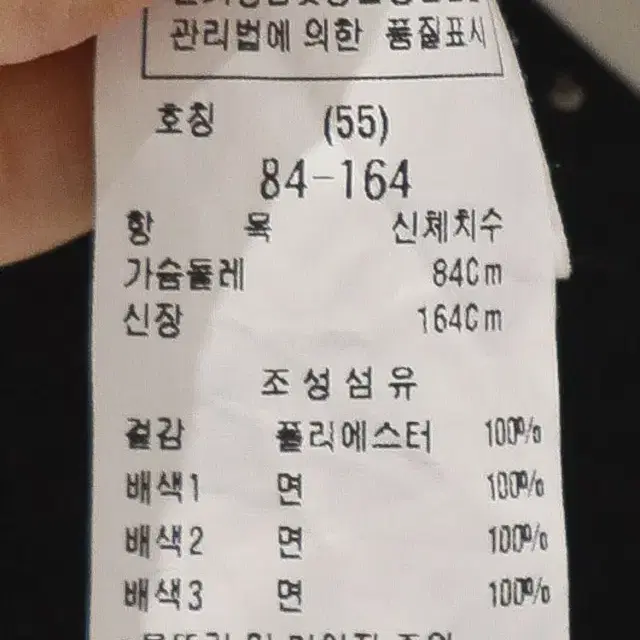 관리법에 의한 품질표시
호칭 (55)
84-164
항 목 신체치수
가슴둘레 84Cm
신장 164Cm
조성섬유
겉감 폴리에스터 100%
배색1 면 100%
배색2 면 100%
배색3 면 100%